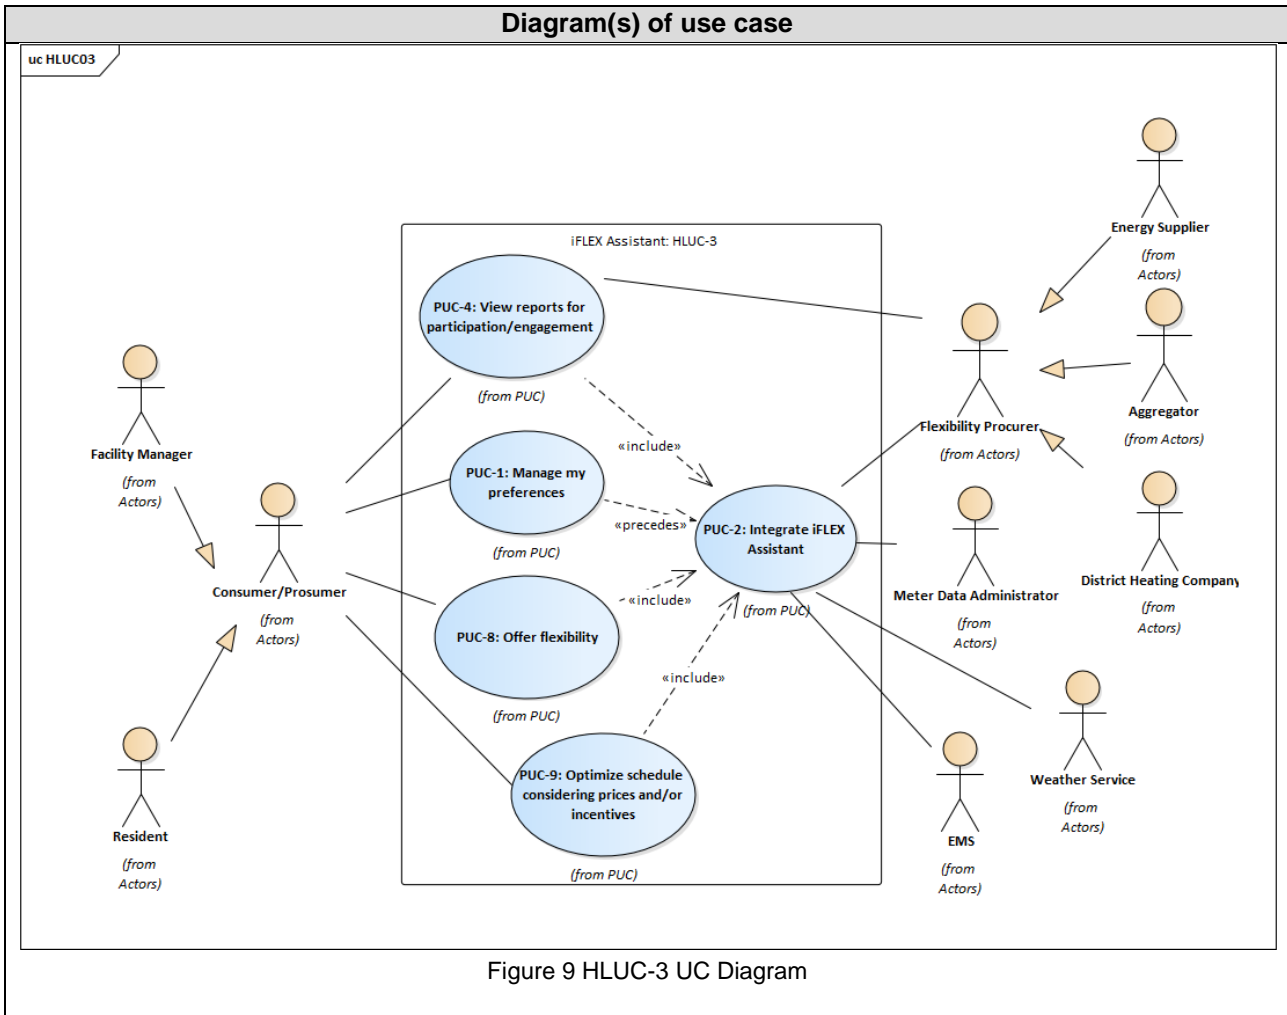 Diagram(s) of use case
uc HLUC03
iFLEX Assistant: HLUC-3
PUC-4: View reports for
participation/engagement
(from PUC)
«include»
PUC-1: Manage my
preferences
(from PUC)
«precedes»
PUC-2: Integrate iFLEX
Assistant
(from PUC)
PUC-8: Offer flexibility
(from PUC)
«include»
PUC-9: Optimize schedule
considering prices and/or
incentives
(from PUC)
«include»
Facility Manager
(from
Actors)
Consumer/Prosumer
(from
Actors)
Resident
(from
Actors)
Energy Supplier
(from
Actors)
Aggregator
(from Actors)
Flexibility Procurer
(from Actors)
District Heating Company
(from
Actors)
Meter Data Administrator
(from
Actors)
Weather Service
(from
Actors)
EMS
(from
Actors)
Figure 9 HLUC-3 UC Diagram